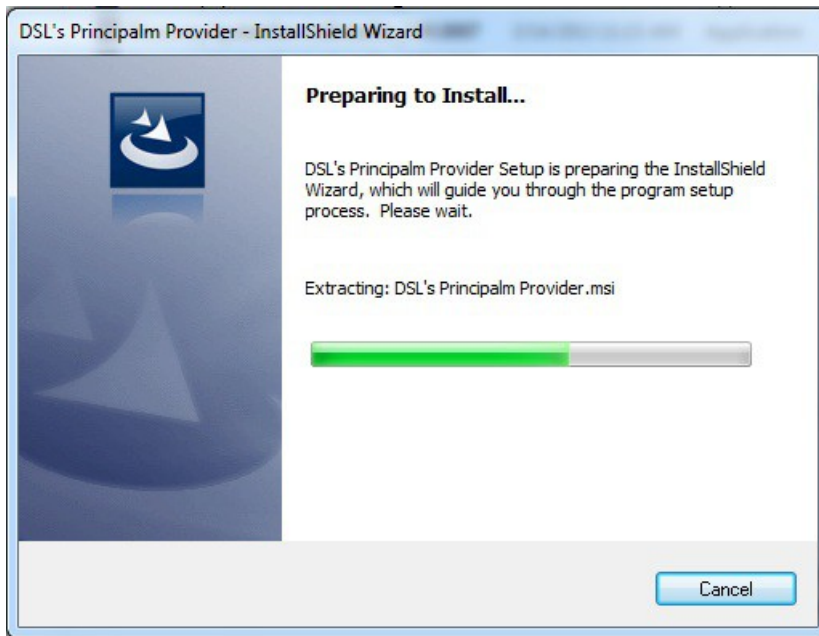 DSL's Principalm Provider - InstallShield Wizard
Preparing to Install...
DSL's Principalm Provider Setup is preparing the InstallShield
Wizard, which will guide you through the program setup
process. Please wait.
Extracting: DSL's Principalm Provider.msi
Cancel